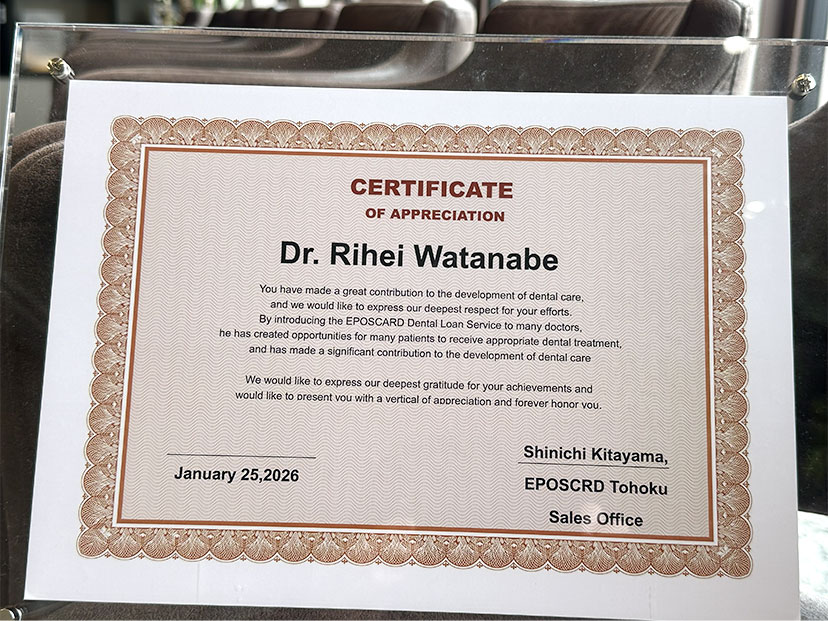 CERTIFICATE
OF APPRECIATION
Dr. Rihei Watanabe
You have made a great contribution to the development of dental care,
and we would like to express our deepest respect for your efforts.
By introducing the EPOSCARD Dental Loan Service to many doctors,
he has created opportunities for many patients to receive appropriate dental treatment,
and has made a significant contribution to the development of dental care
We would like to express our deepest gratitude for your achievements and
would like to present you with a vertical of appreciation and forever honor you.
Shinichi Kitayama,
January 25,2026
EPOSCRD Tohoku
Sales Office